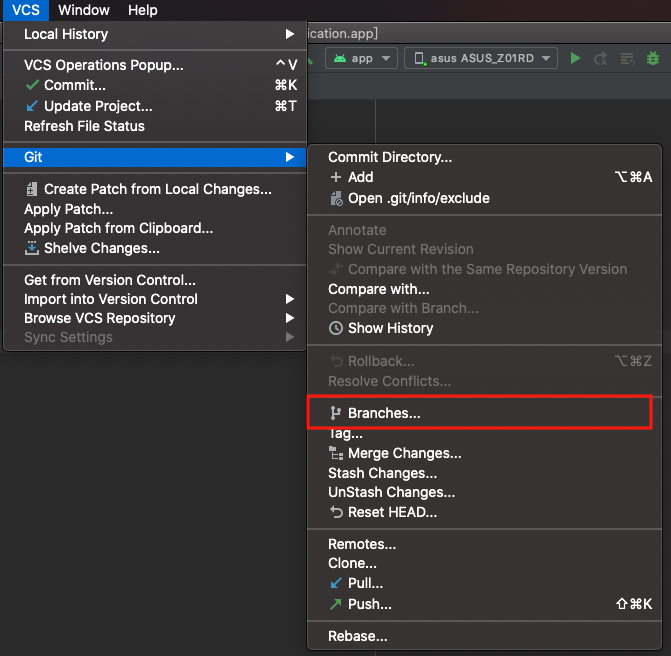 VCS Window Help
Local History
ication.app]
app
asus ASUS_Z01RD
VCS Operations Popup... ^V
Commit... ⌘K
Update Project... ⌘T
Refresh File Status
Git
Create Patch from Local Changes...
Apply Patch...
Apply Patch from Clipboard...
Shelve Changes...
Get from Version Control...
Import into Version Control
Browse VCS Repository
Sync Settings
Commit Directory...
Add ⌥⌘A
Open .git/info/exclude
Annotate
Show Current Revision
Compare with the Same Repository Version
Compare with...
Compare with Branch...
Show History
Rollback... ⌥⌘Z
Resolve Conflicts...
Branches...
Tag...
Merge Changes...
Stash Changes...
UnStash Changes...
Reset HEAD...
Remotes...
Clone...
Pull...
Push... ⇧⌘K
Rebase...